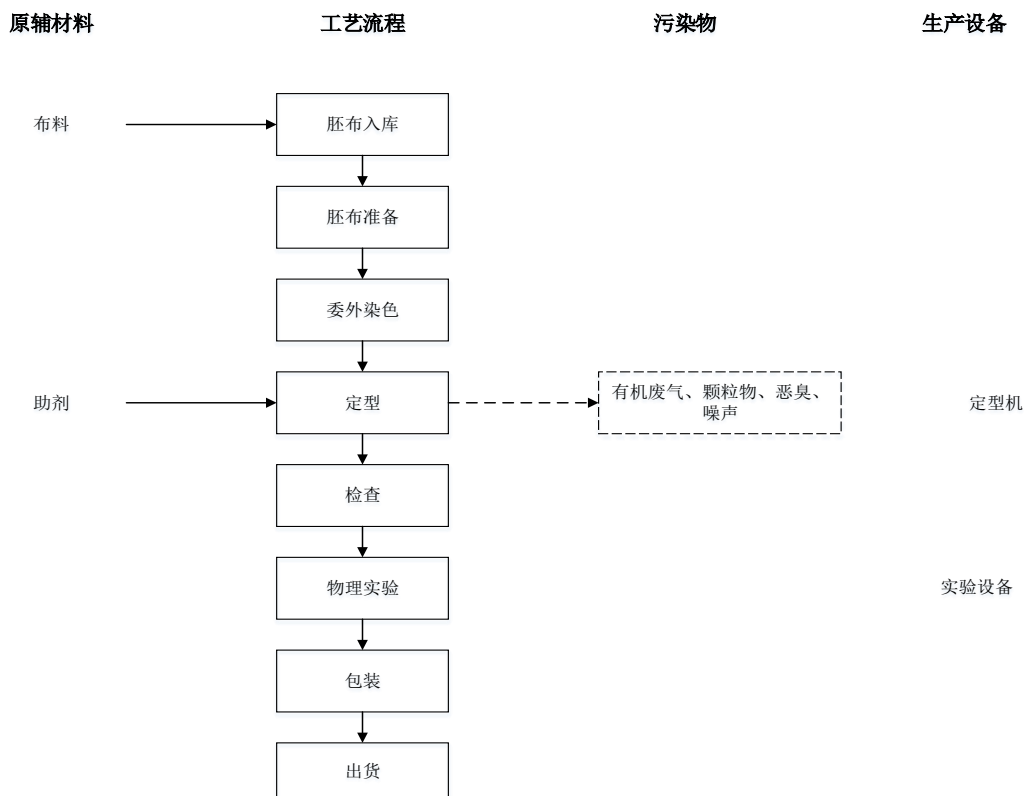 原辅材料 工艺流程 污染物 生产设备
布料 胚布入库
胚布准备
委外染色
助剂 定型 有机废气、颗粒物、恶臭、
噪声 定型机
检查
物理实验 实验设备
包装
出货